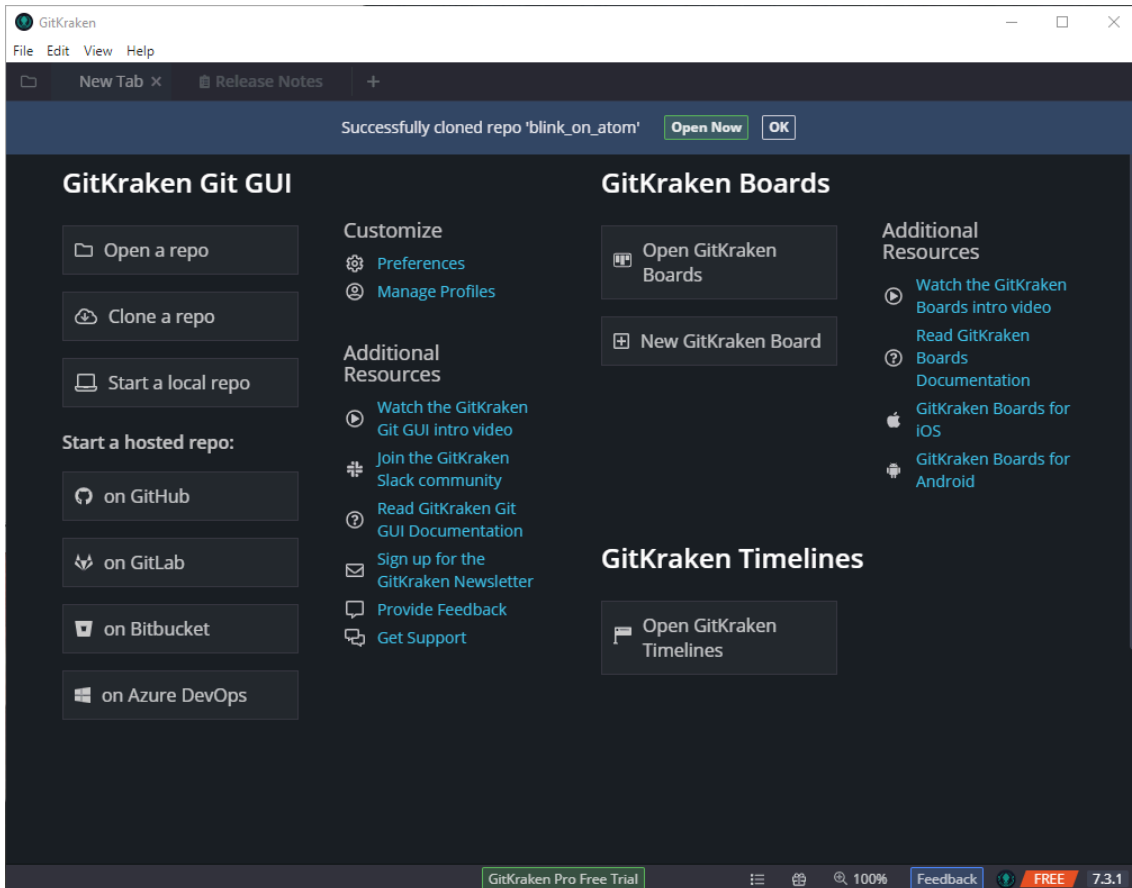 GitKraken
File Edit View Help
New Tab
Release Notes
Successfully cloned repo 'blink_on_atom' Open Now OK
GitKraken Git GUI
Open a repo
Clone a repo
Start a local repo
Start a hosted repo:
on GitHub
on GitLab
on Bitbucket
on Azure DevOps
Customize
Preferences
Manage Profiles
Additional
Resources
Watch the GitKraken
Git GUI intro video
Join the GitKraken
Slack community
Read GitKraken Git
GUI Documentation
Sign up for the
GitKraken Newsletter
Provide Feedback
Get Support
GitKraken Boards
Open GitKraken
Boards
New GitKraken Board
Additional
Resources
Watch the GitKraken
Boards intro video
Read GitKraken
Boards
Documentation
GitKraken Boards for
iOS
GitKraken Boards for
Android
GitKraken Timelines
Open GitKraken
Timelines
GitKraken Pro Free Trial 100% Feedback FREE 7.3.1